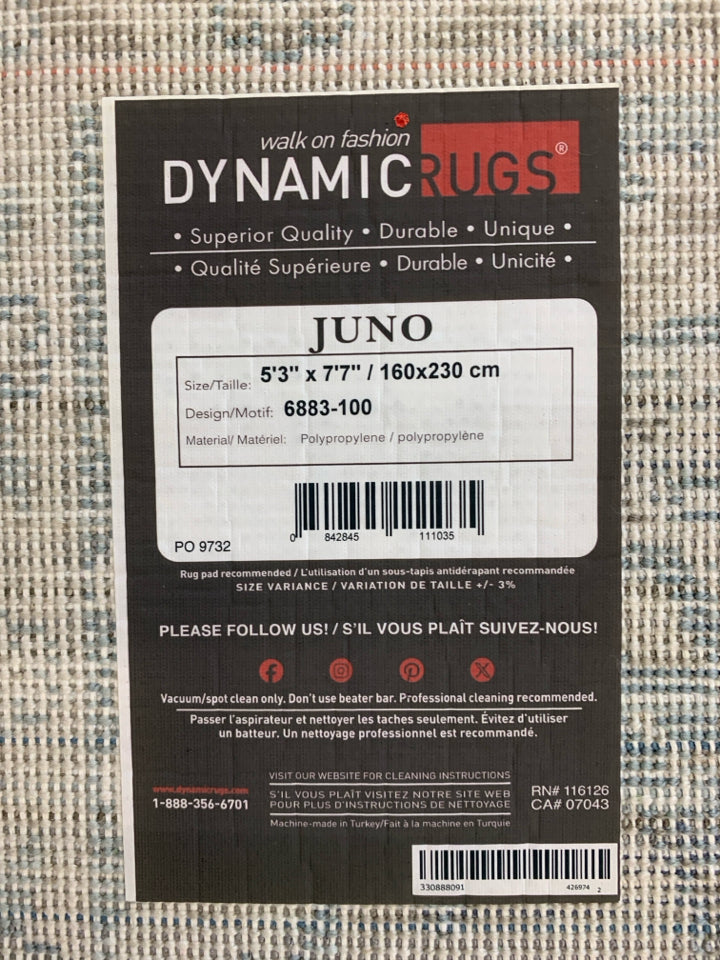 walk on fashion
DYNAMICRUGS®
• Superior Quality • Durable • Unique •
• Qualité Supérieure • Durable • Unicité •
JUNO
Size/Taille: 5'3" x 7'7" / 160x230 cm
Design/Motif: 6883-100
Material/ Matériel: Polypropylene / polypropylène
0 842845 111035
PO 9732
Rug pad recommended / L'utilisation d'un sous-tapis antidérapant recommandée
SIZE VARIANCE / VARIATION DE TAILLE +/- 3%
PLEASE FOLLOW US! / S'IL VOUS PLAÎT SUIVEZ-NOUS!
Vacuum/spot clean only. Don't use beater bar. Professional cleaning recommended.
Passer l'aspirateur et nettoyer les taches seulement. Évitez d'utiliser
un batteur. Un nettoyage professionnel est recommandé.
VISIT OUR WEBSITE FOR CLEANING INSTRUCTIONS
www.dynamicrugs.com
1-888-356-6701
S'IL VOUS PLAÎT VISITEZ NOTRE SITE WEB
POUR PLUS D'INSTRUCTIONS DE NETTOYAGE
RN# 116126
CA# 07043
Machine-made in Turkey/Fait à la machine en Turquie
330888091 426974 2